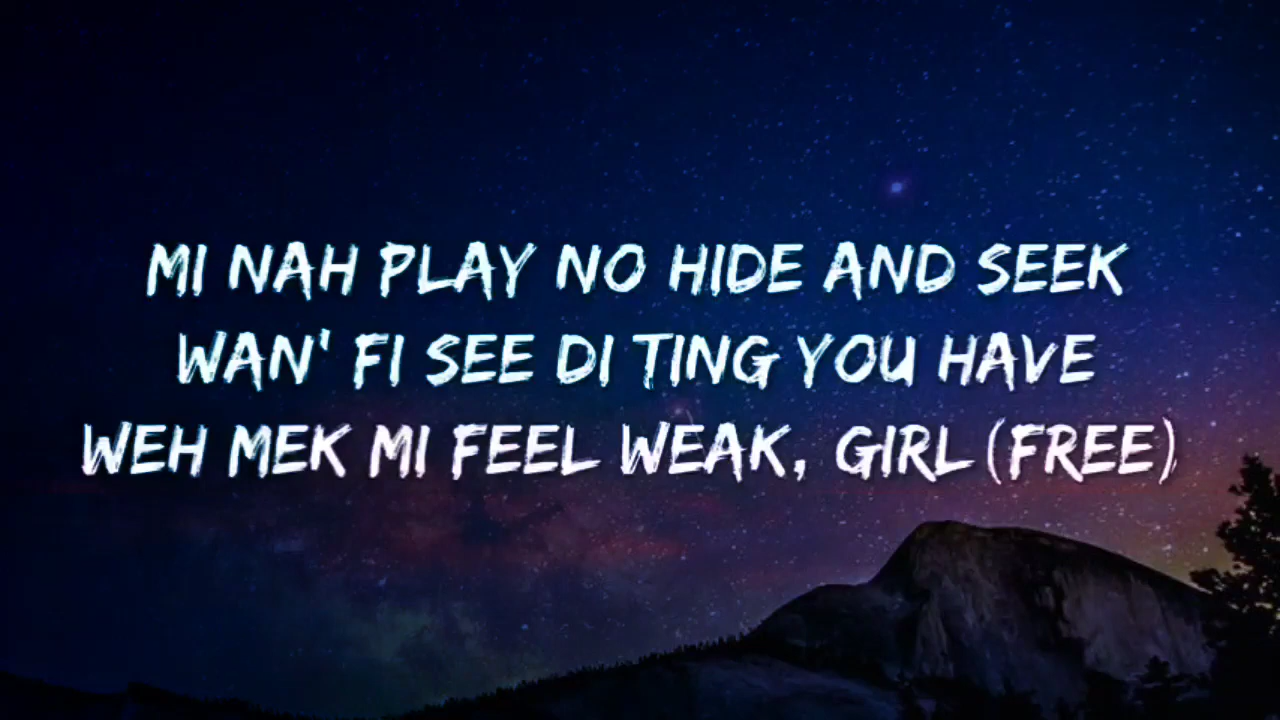 MI NAH PLAY NO HIDE AND SEEK
WAN' FI SEE DI TING YOU HAVE
WEH MEK MI FEEL WEAK, GIRL (FREE)